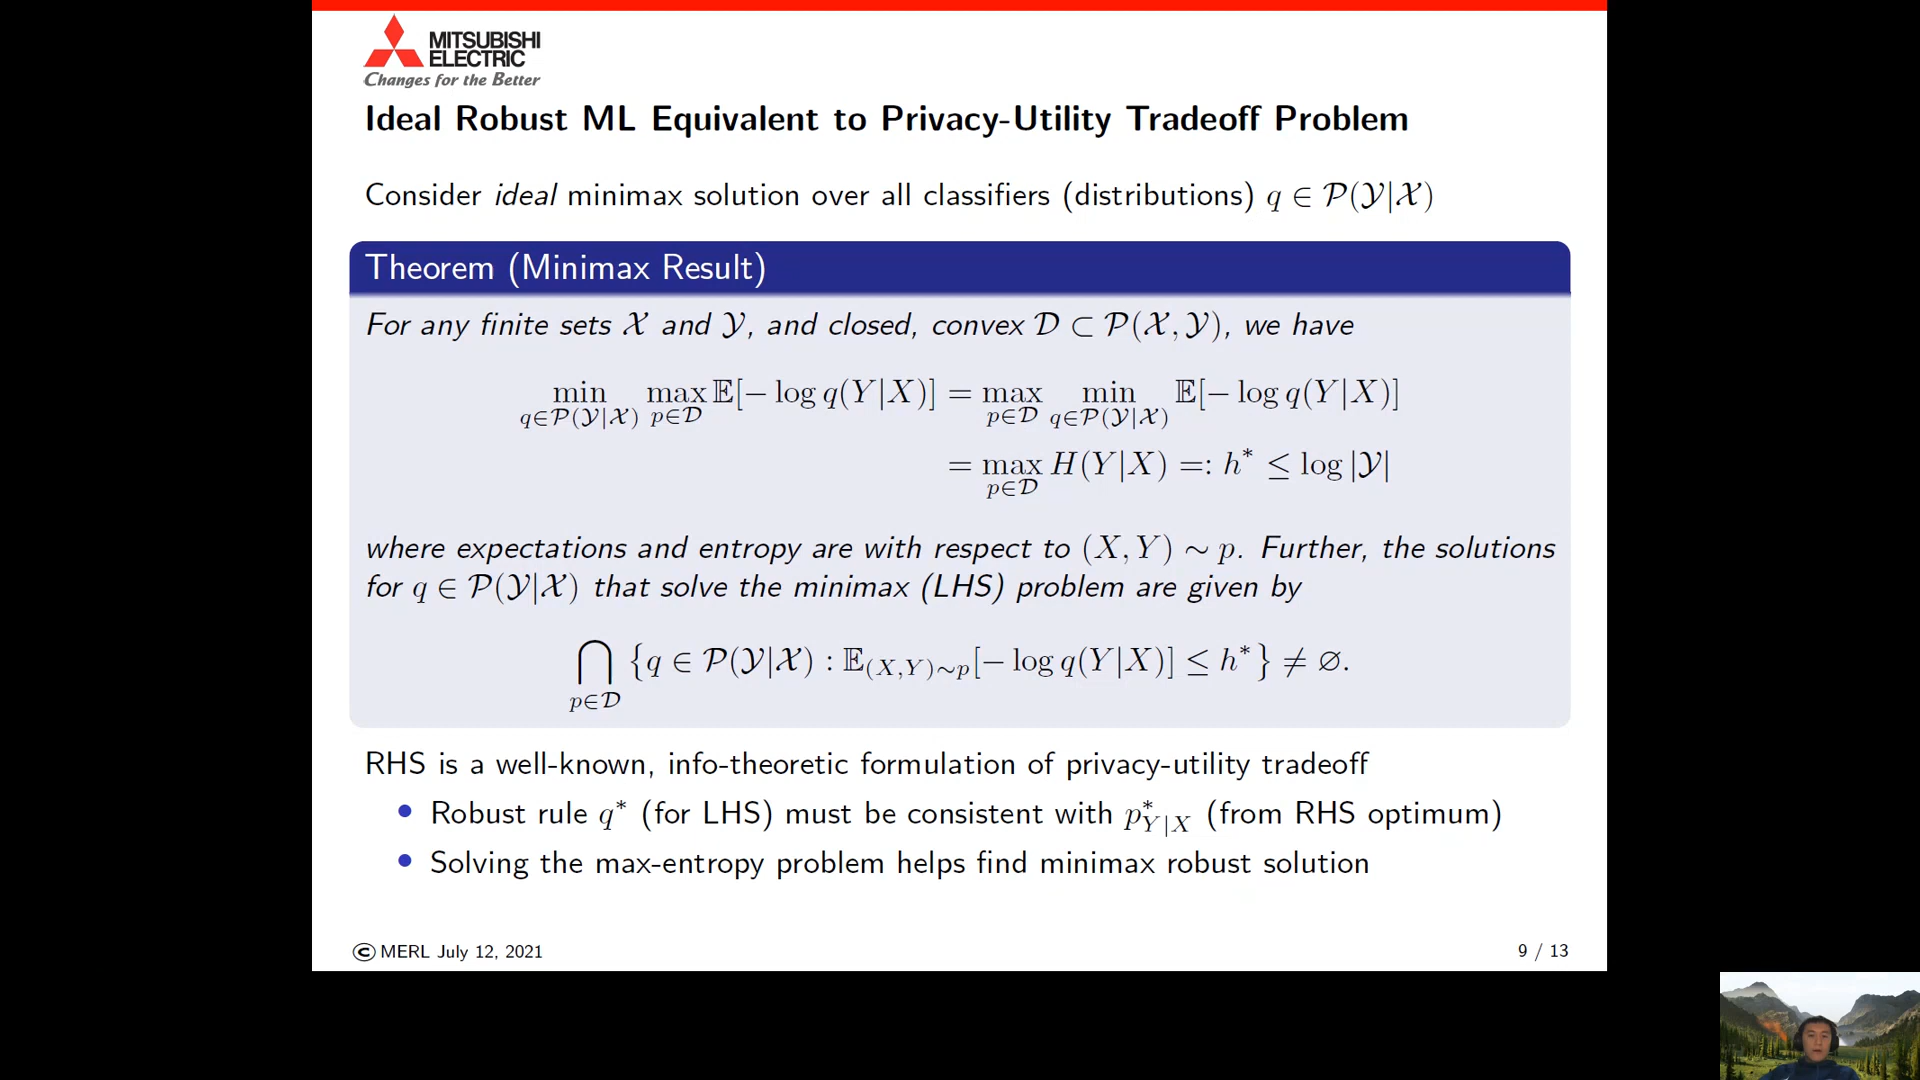 MITSUBISHI
ELECTRIC
Changes for the Better
Ideal Robust ML Equivalent to Privacy-Utility Tradeoff Problem
Consider ideal minimax solution over all classifiers (distributions) q ∈ 𝒫(𝒴|𝒳)
Theorem (Minimax Result)
For any finite sets 𝒳 and 𝒴, and closed, convex 𝒟 ⊂ 𝒫(𝒳, 𝒴), we have
min_{q∈𝒫(𝒴|𝒳)} max_{p∈𝒟} 𝔼[− log q(Y|X)] = max_{p∈𝒟} min_{q∈𝒫(𝒴|𝒳)} 𝔼[− log q(Y|X)]
= max_{p∈𝒟} H(Y|X) =: h* ≤ log |𝒴|
where expectations and entropy are with respect to (X, Y) ∼ p. Further, the solutions
for q ∈ 𝒫(𝒴|𝒳) that solve the minimax (LHS) problem are given by
⋂_{p∈𝒟} {q ∈ 𝒫(𝒴|𝒳) : 𝔼_{(X,Y)∼p}[− log q(Y|X)] ≤ h*} ≠ ∅.
RHS is a well-known, info-theoretic formulation of privacy-utility tradeoff
• Robust rule q* (for LHS) must be consistent with p*_{Y|X} (from RHS optimum)
• Solving the max-entropy problem helps find minimax robust solution
© MERL July 12, 2021
9 / 13